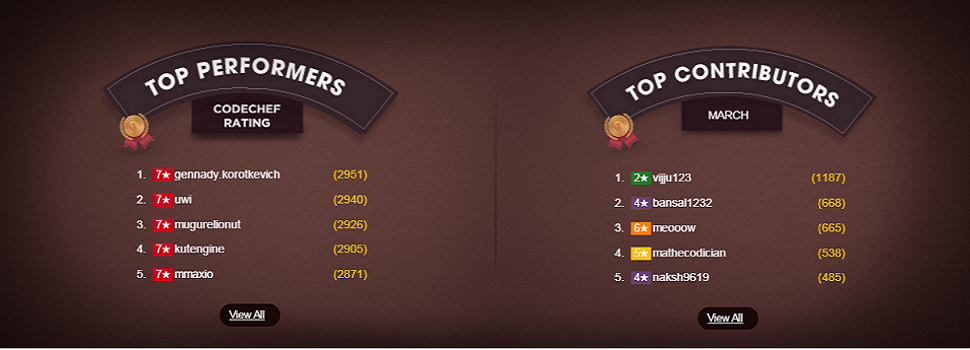 TOP PERFORMERS
CODECHEF
RATING
1. 7★ gennady.korotkevich (2951)
2. 7★ uwi (2940)
3. 7★ mugurelionut (2926)
4. 7★ kutengine (2905)
5. 7★ mmaxio (2871)
View All
TOP CONTRIBUTORS
MARCH
1. 2★ vijju123 (1187)
2. 4★ bansal1232 (668)
3. 6★ meooow (665)
4. 5★ mathecodician (538)
5. 4★ naksh9619 (485)
View All